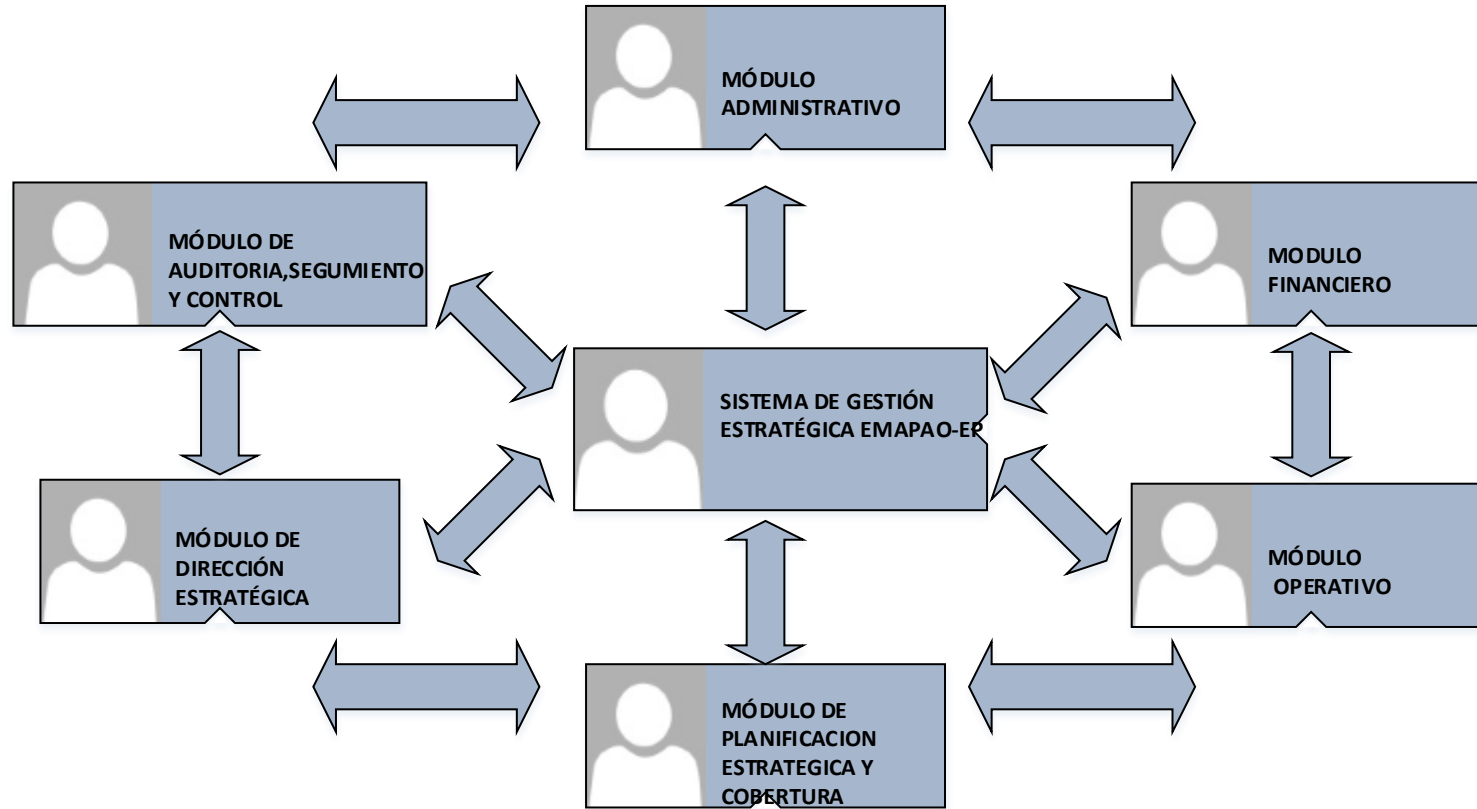 MÓDULO
ADMINISTRATIVO
MÓDULO DE
AUDITORIA,SEGUMIENTO
Y CONTROL
MODULO
FINANCIERO
SISTEMA DE GESTIÓN
ESTRATÉGICA EMAPAO-EP
MÓDULO DE
DIRECCIÓN
ESTRATÉGICA
MÓDULO
OPERATIVO
MÓDULO DE
PLANIFICACION
ESTRATEGICA Y
COBERTURA